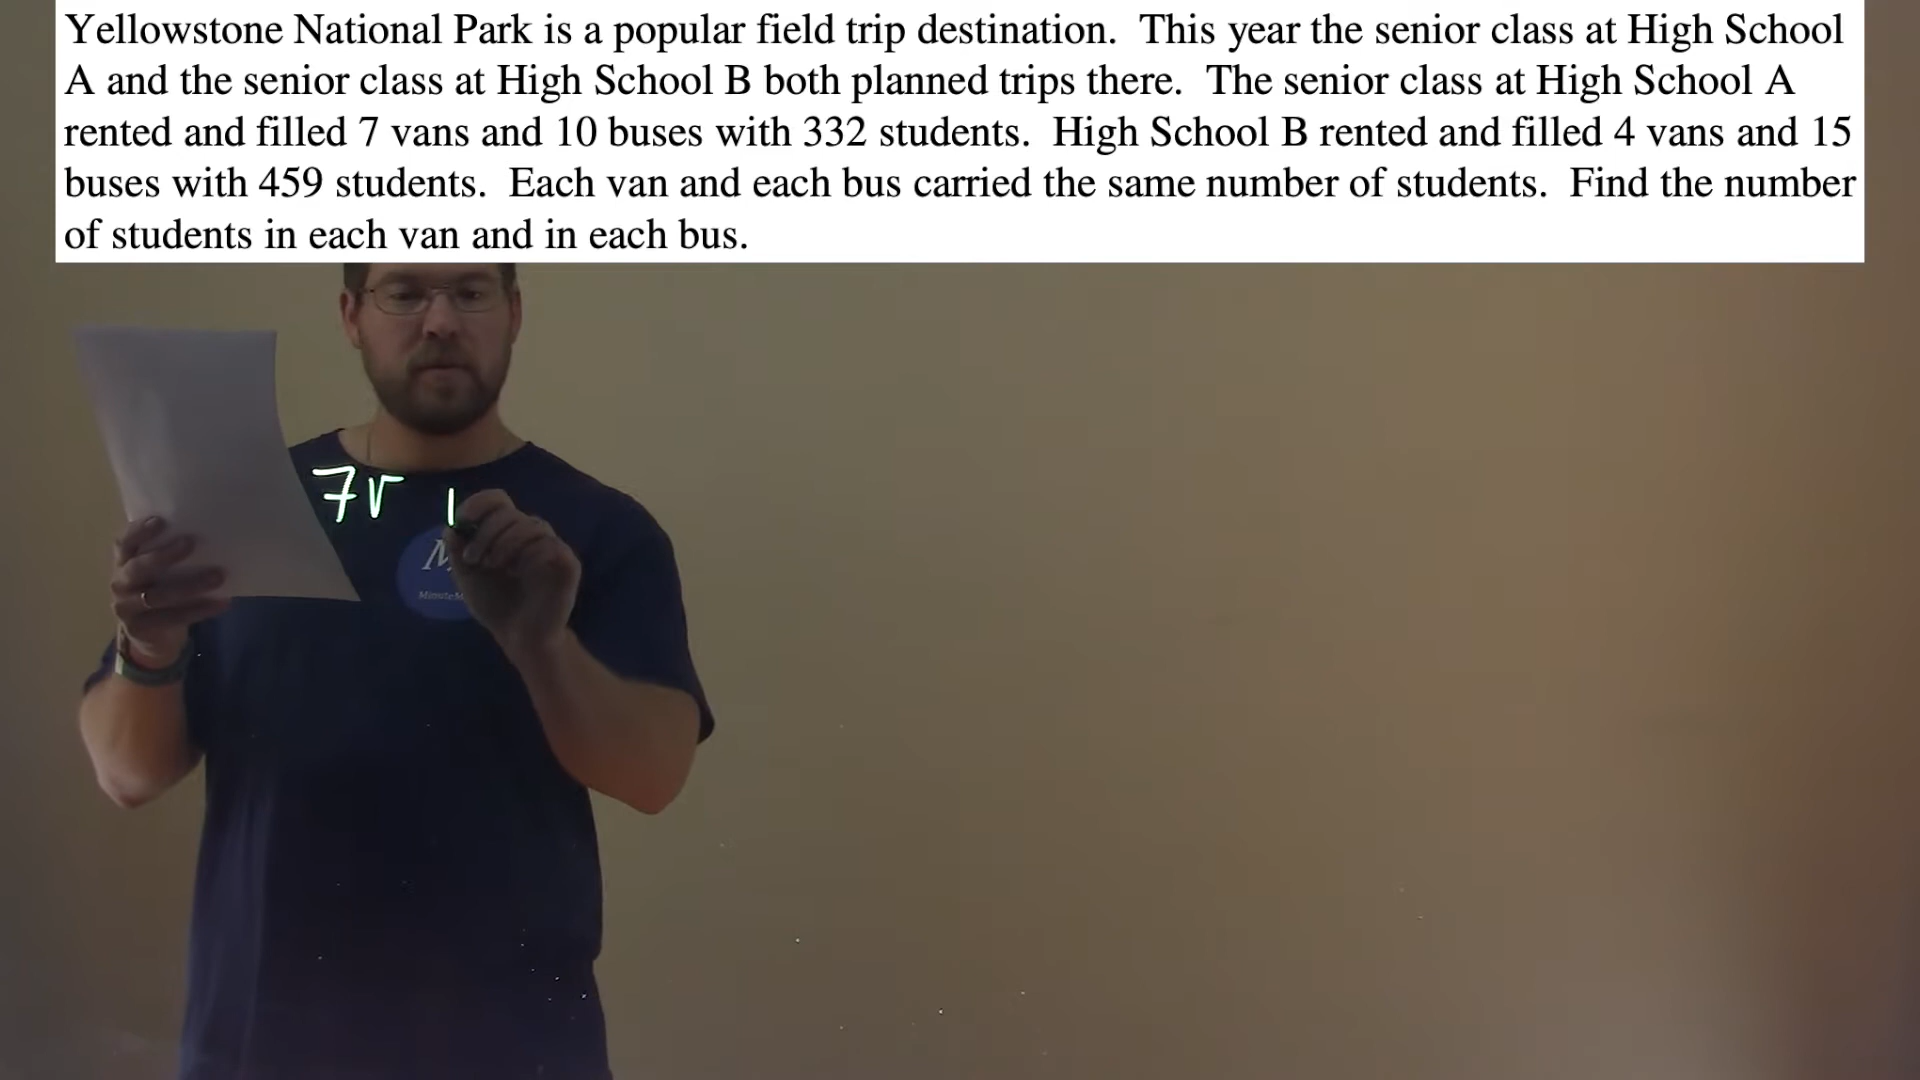 Yellowstone National Park is a popular field trip destination. This year the senior class at High School
A and the senior class at High School B both planned trips there. The senior class at High School A
rented and filled 7 vans and 10 buses with 332 students. High School B rented and filled 4 vans and 15
buses with 459 students. Each van and each bus carried the same number of students. Find the number
of students in each van and in each bus.
7v